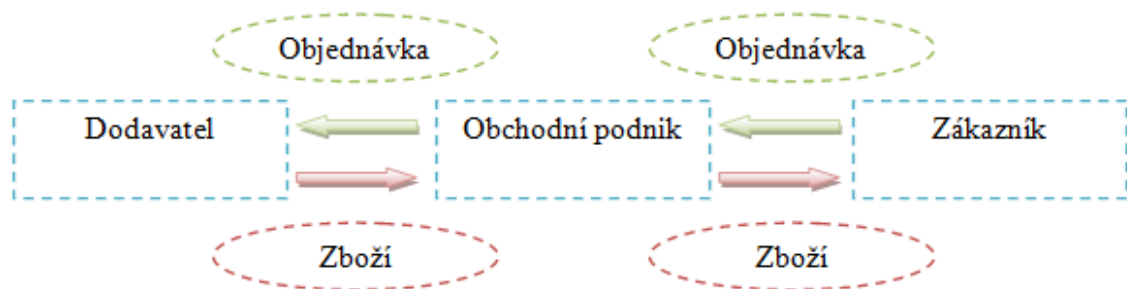 Objednávka
Objednávka
Dodavatel
Obchodní podnik
Zákazník
Zboží
Zboží